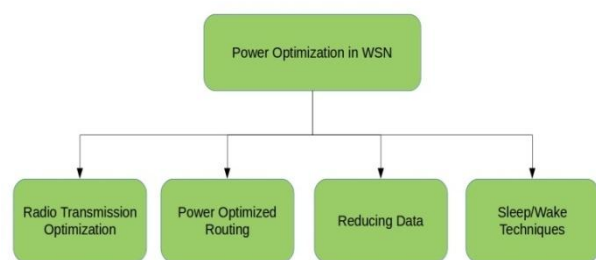 Power Optimization in WSN
Radio Transmission
Optimization
Power Optimized
Routing
Reducing Data
Sleep/Wake
Techniques